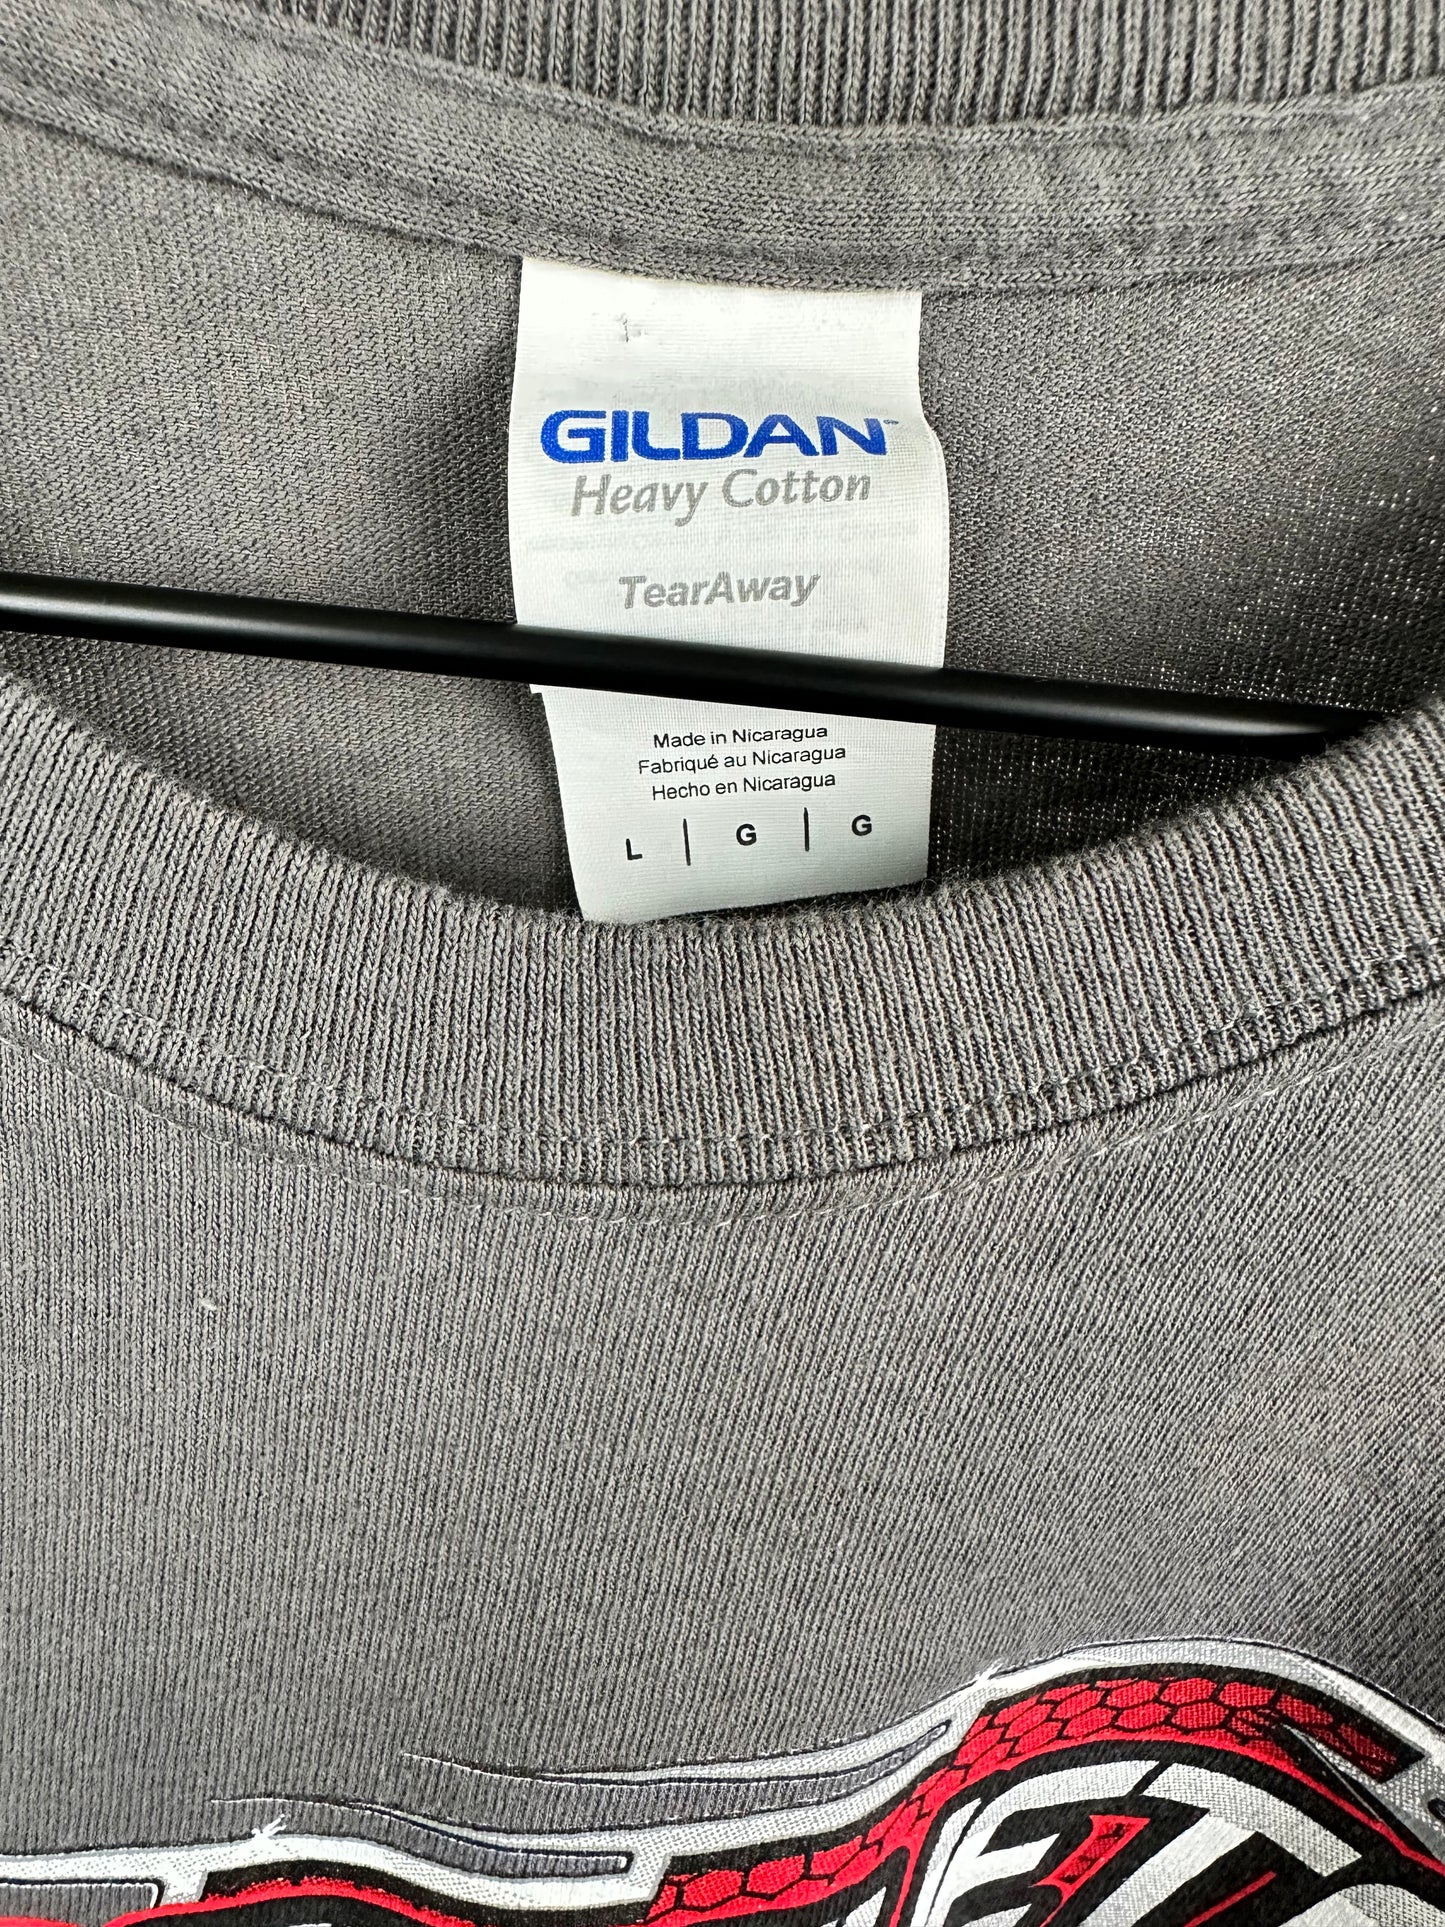 GILDAN
Heavy Cotton
TearAway
Made in Nicaragua
Fabriqué au Nicaragua
Hecho en Nicaragua
L | G | G